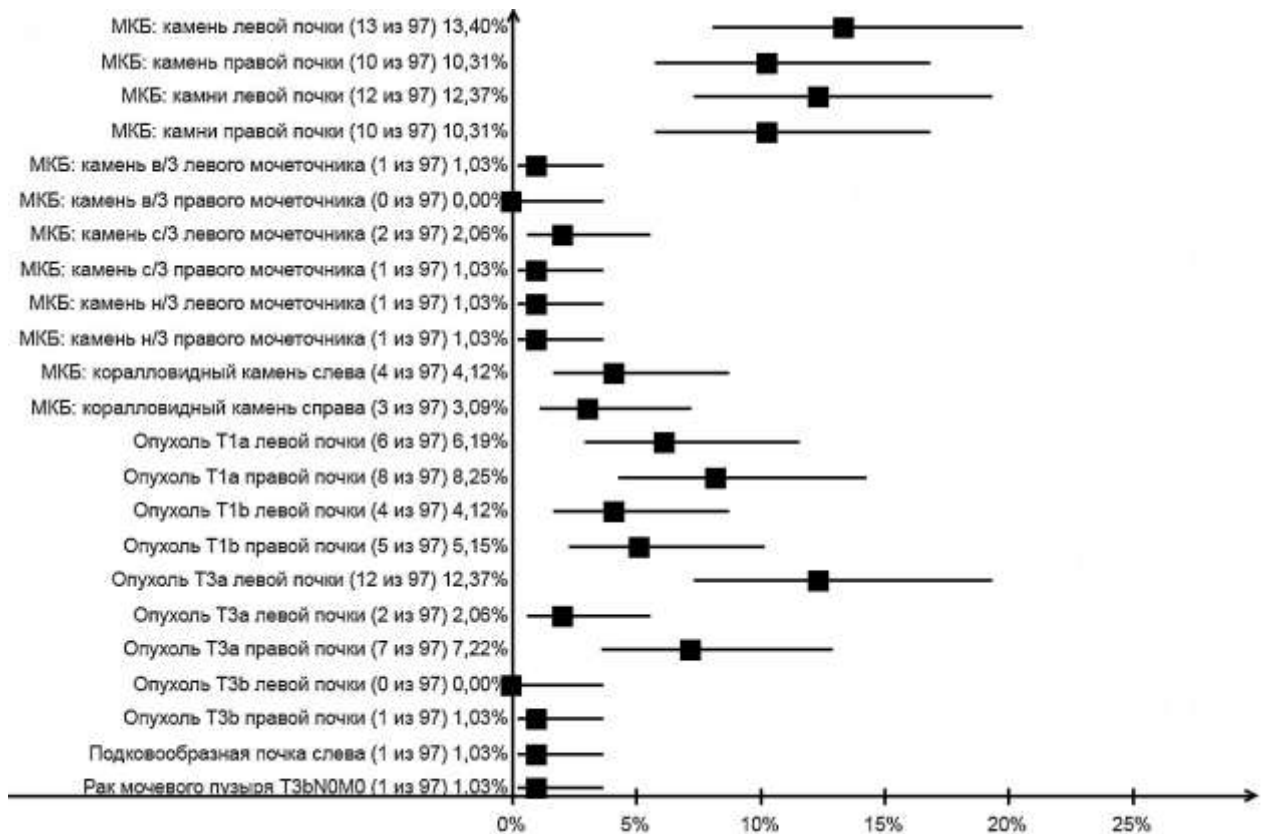 МКБ: камень левой почки (13 из 97) 13,40%
МКБ: камень правой почки (10 из 97) 10,31%
МКБ: камни левой почки (12 из 97) 12,37%
МКБ: камни правой почки (10 из 97) 10,31%
МКБ: камень в/3 левого мочеточника (1 из 97) 1,03%
МКБ: камень в/3 правого мочеточника (0 из 97) 0,00%
МКБ: камень с/3 левого мочеточника (2 из 97) 2,06%
МКБ: камень с/3 правого мочеточника (1 из 97) 1,03%
МКБ: камень н/3 левого мочеточника (1 из 97) 1,03%
МКБ: камень н/3 правого мочеточника (1 из 97) 1,03%
МКБ: коралловидный камень слева (4 из 97) 4,12%
МКБ: коралловидный камень справа (3 из 97) 3,09%
Опухоль Т1а левой почки (6 из 97) 6,19%
Опухоль Т1а правой почки (8 из 97) 8,25%
Опухоль T1b левой почки (4 из 97) 4,12%
Опухоль T1b правой почки (5 из 97) 5,15%
Опухоль Т3а левой почки (12 из 97) 12,37%
Опухоль Т3а левой почки (2 из 97) 2,06%
Опухоль Т3а правой почки (7 из 97) 7,22%
Опухоль T3b левой почки (0 из 97) 0,00%
Опухоль T3b правой почки (1 из 97) 1,03%
Подковообразная почка слева (1 из 97) 1,03%
Рак мочевого пузыря T3bN0M0 (1 из 97) 1,03%
0% 5% 10% 15% 20% 25%